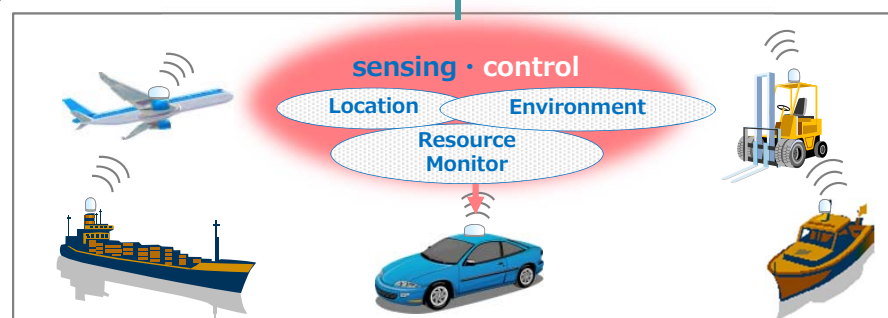 sensing・control
Location
Environment
Resource
Monitor